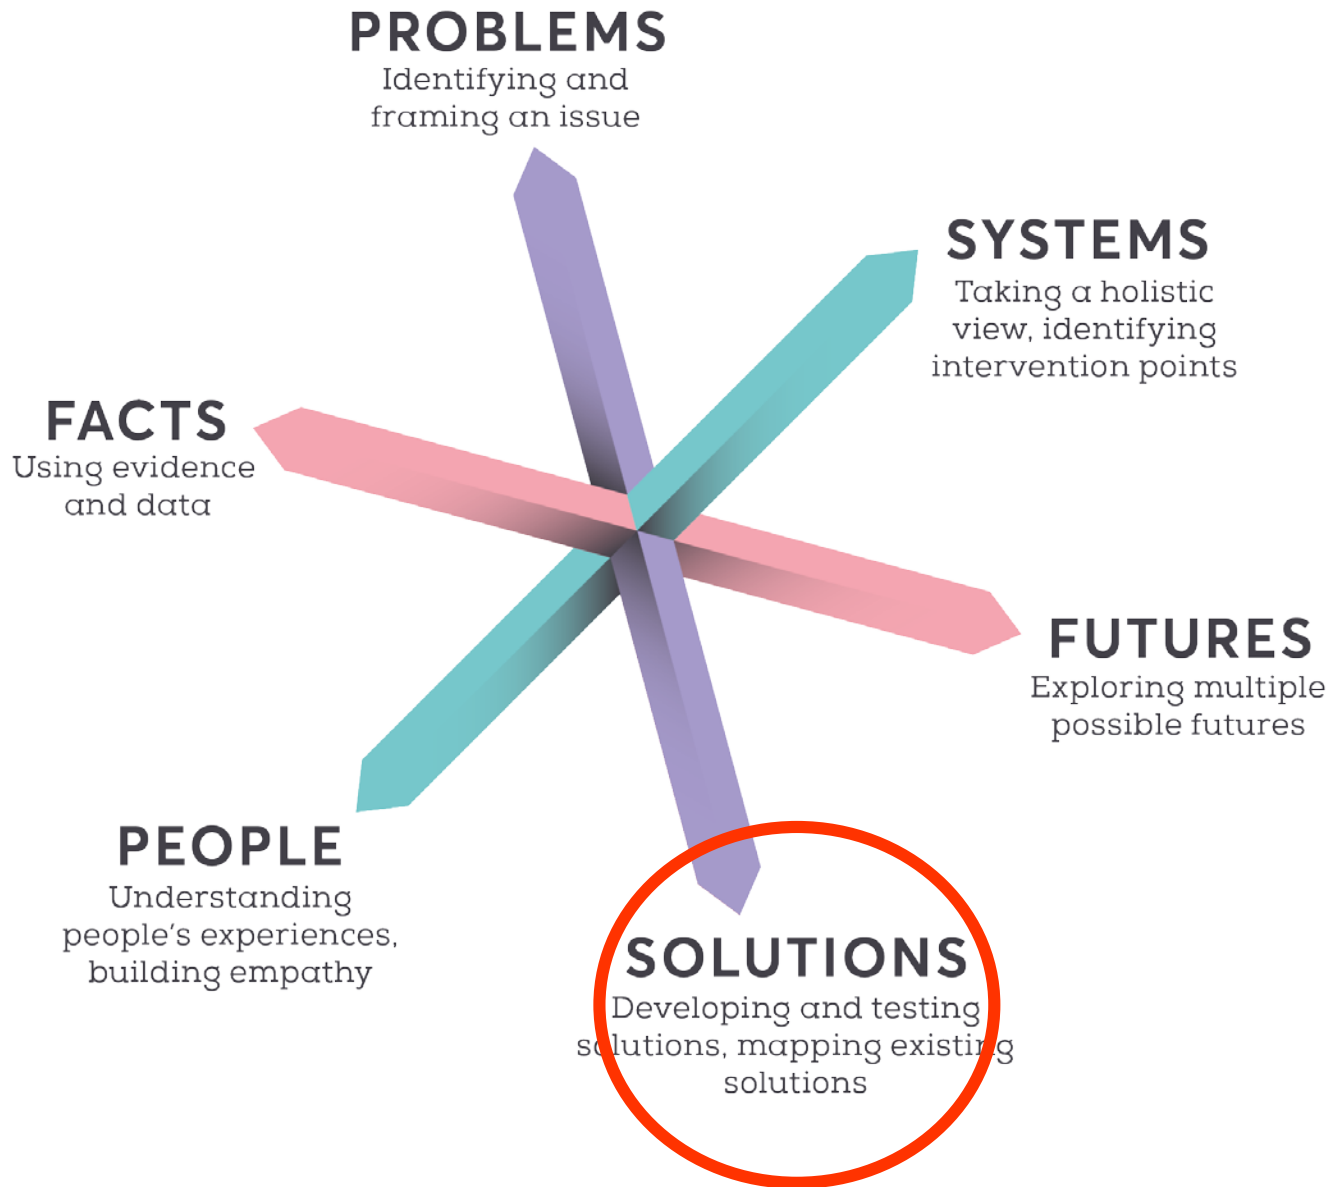 PROBLEMS
Identifying and
framing an issue
SYSTEMS
Taking a holistic
view, identifying
intervention points
FACTS
Using evidence
and data
FUTURES
Exploring multiple
possible futures
PEOPLE
Understanding
people's experiences,
building empathy
SOLUTIONS
Developing and testing
solutions, mapping existing
solutions